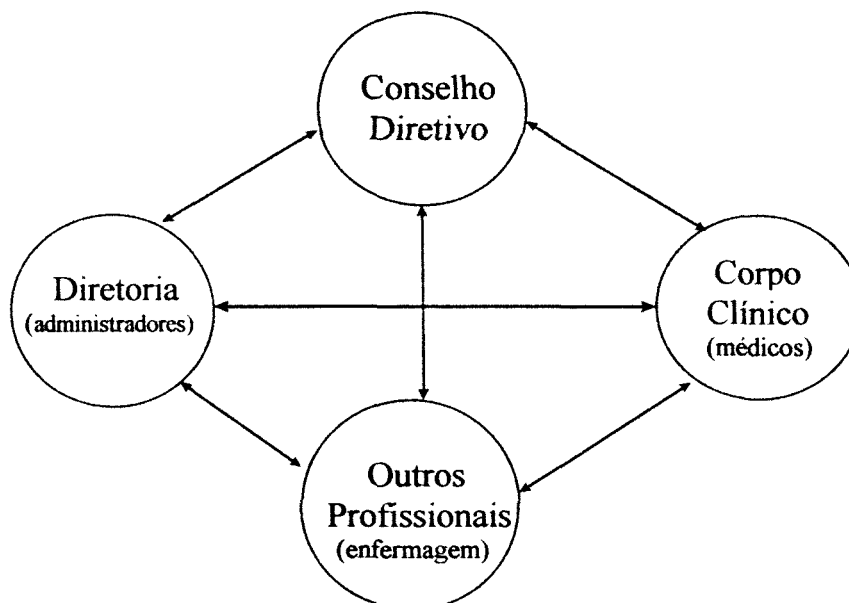 Conselho
Diretivo
Diretoria
(administradores)
Corpo
Clínico
(médicos)
Outros
Profissionais
(enfermagem)